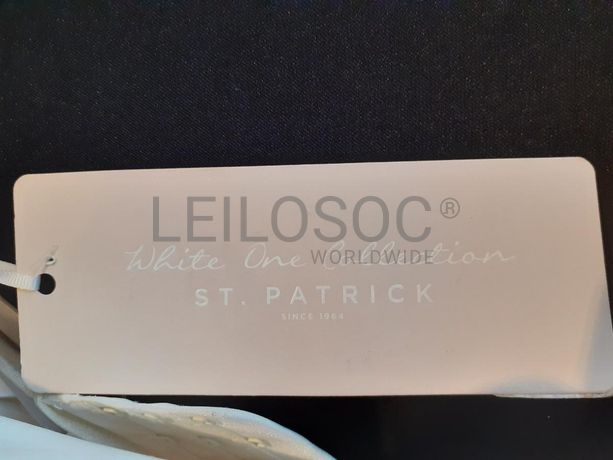 LEILOSOC®
WORLDWIDE
White One Collection
ST. PATRICK
SINCE 1964